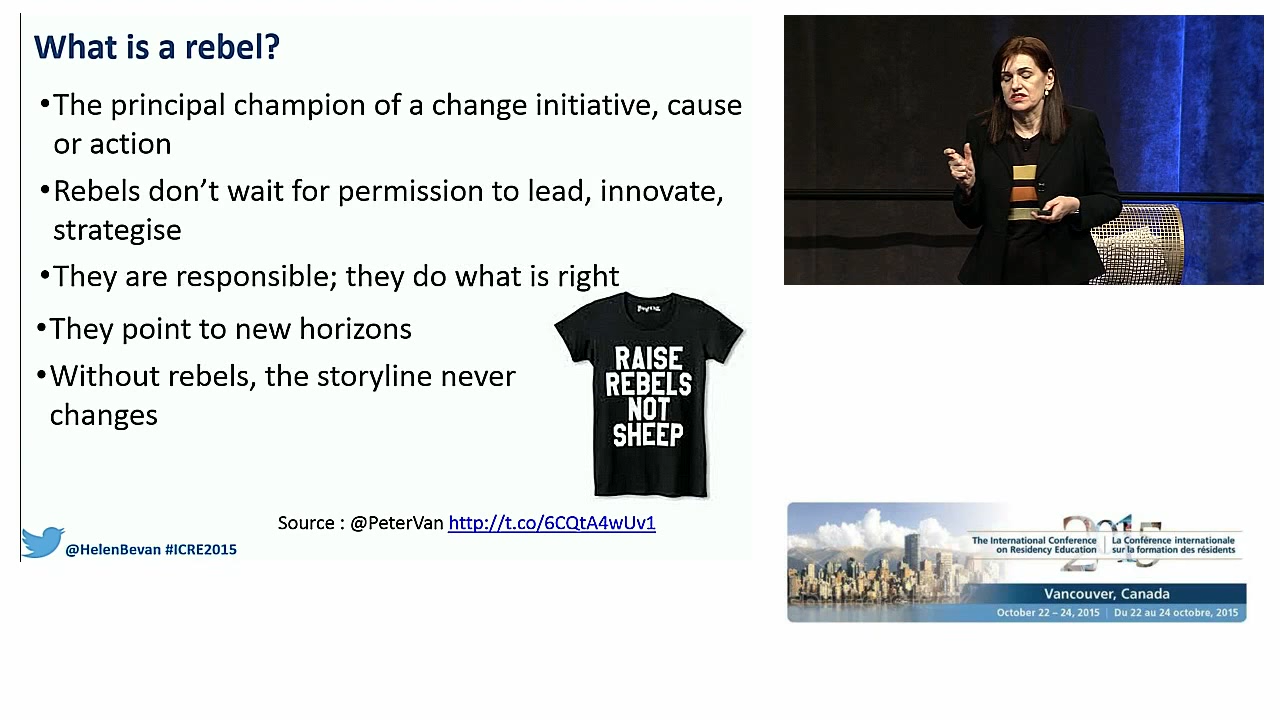 What is a rebel?
•The principal champion of a change initiative, cause
or action
•Rebels don’t wait for permission to lead, innovate,
strategise
•They are responsible; they do what is right
•They point to new horizons
•Without rebels, the storyline never
changes
RAISE
REBELS
NOT
SHEEP
Source : @PeterVan http://t.co/6CQtA4wUv1
@HelenBevan #ICRE2015
2015
The International Conference
on Residency Education
La Conférence internationale
sur la formation des résidents
Vancouver, Canada
October 22 – 24, 2015 | Du 22 au 24 octobre, 2015